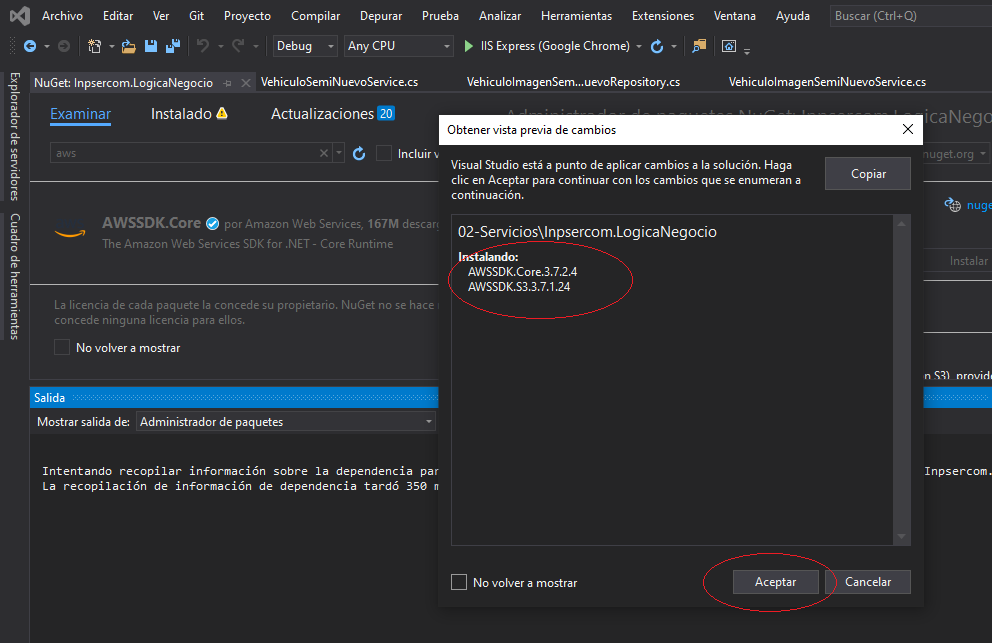 Archivo Editar Ver Git Proyecto Compilar Depurar Prueba Analizar Herramientas Extensiones Ventana Ayuda Buscar (Ctrl+Q)
Debug Any CPU IIS Express (Google Chrome)
Explorador de servidores
Cuadro de herramientas
NuGet: Inpsercom.LogicaNegocio VehiculoSemiNuevoService.cs VehiculoImagenSem...uevoRepository.cs VehiculoImagenSemiNuevoService.cs
Examinar Instalado Actualizaciones 20
Administrador de paquetes NuGet: Inpsercom.LogicaNego
aws Incluir v
nuget.org
AWSSDK.Core por Amazon Web Services, 167M descarg
The Amazon Web Services SDK for .NET - Core Runtime
nuge
Instalar
La licencia de cada paquete la concede su propietario. NuGet no se hace
concede ninguna licencia para ellos.
No volver a mostrar
n S3), provide
Obtener vista previa de cambios
Visual Studio está a punto de aplicar cambios a la solución. Haga
clic en Aceptar para continuar con los cambios que se enumeran a
continuación.
Copiar
02-Servicios\Inpsercom.LogicaNegocio
Instalando:
AWSSDK.Core.3.7.2.4
AWSSDK.S3.3.7.1.24
No volver a mostrar
Aceptar Cancelar
Salida
Mostrar salida de: Administrador de paquetes
Intentando recopilar información sobre la dependencia par
Inpsercom.
La recopilación de información de dependencia tardó 350 m